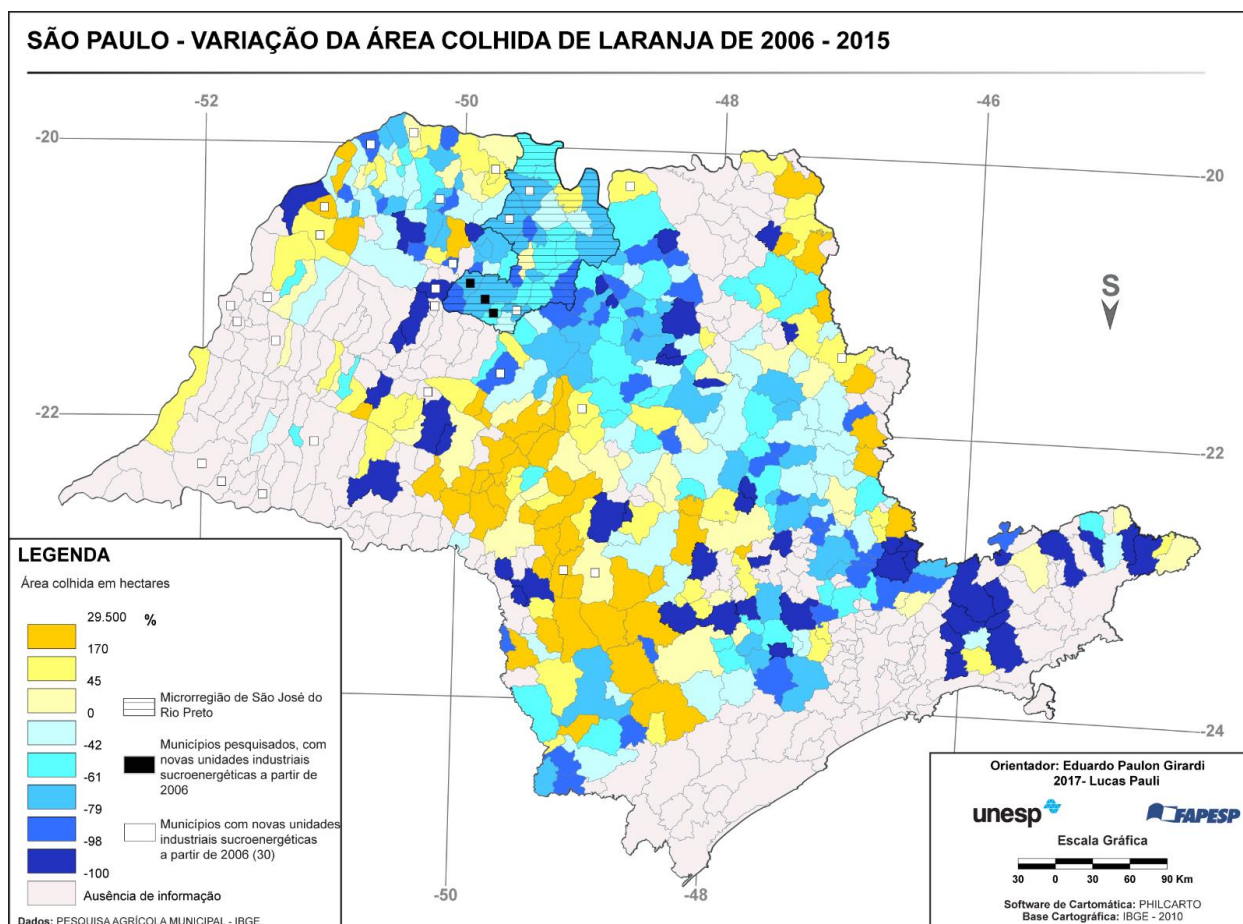 SÃO PAULO - VARIAÇÃO DA ÁREA COLHIDA DE LARANJA DE 2006 - 2015
-52
-50
-48
-46
-20
-20
S
-22
-22
-24
-50
-48
LEGENDA
Área colhida em hectares
29.500 %
170
45
0
-42
-61
-79
-98
-100
Ausência de informação
Microrregião de São José do
Rio Preto
Municípios pesquisados, com
novas unidades industriais
sucroenergéticas a partir de
2006
Municípios com novas unidades
industriais sucroenergéticas
a partir de 2006 (30)
Dados: PESQUISA AGRÍCOLA MUNICIPAL - IBGE
Orientador: Eduardo Paulon Girardi
2017- Lucas Pauli
unesp
FAPESP
Escala Gráfica
30 0 30 60 90 Km
Software de Cartomática: PHILCARTO
Base Cartográfica: IBGE - 2010